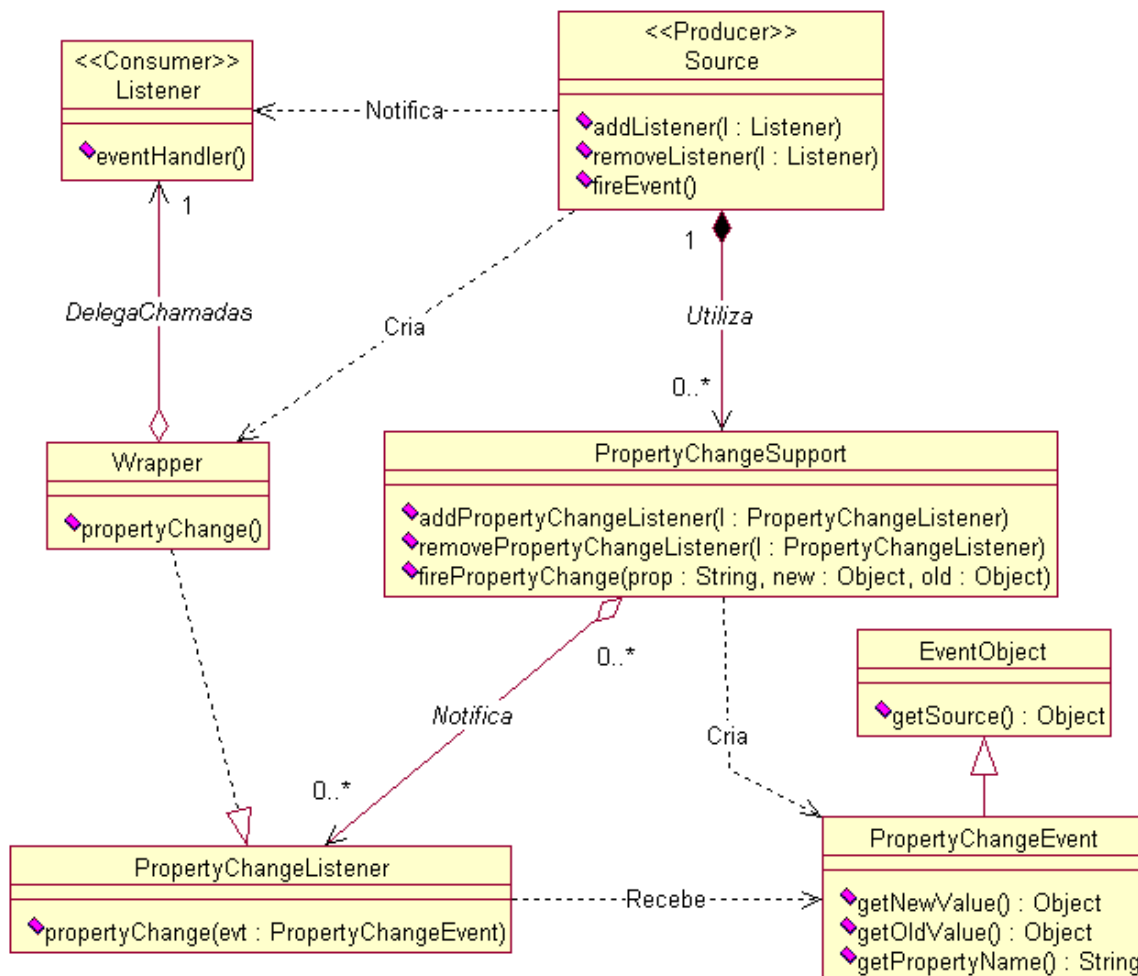 <<Consumer>>
Listener
eventHandler()
<<Producer>>
Source
addListener(l : Listener)
removeListener(l : Listener)
fireEvent()
Notifica
1
1
DelegaChamadas
Cria
Utiliza
0..*
Wrapper
propertyChange()
PropertyChangeSupport
addPropertyChangeListener(l : PropertyChangeListener)
removePropertyChangeListener(l : PropertyChangeListener)
firePropertyChange(prop : String, new : Object, old : Object)
0..*
Notifica
0..*
Cria
EventObject
getSource() : Object
PropertyChangeListener
propertyChange(evt : PropertyChangeEvent)
Recebe
PropertyChangeEvent
getNewValue() : Object
getOldValue() : Object
getPropertyName() : String